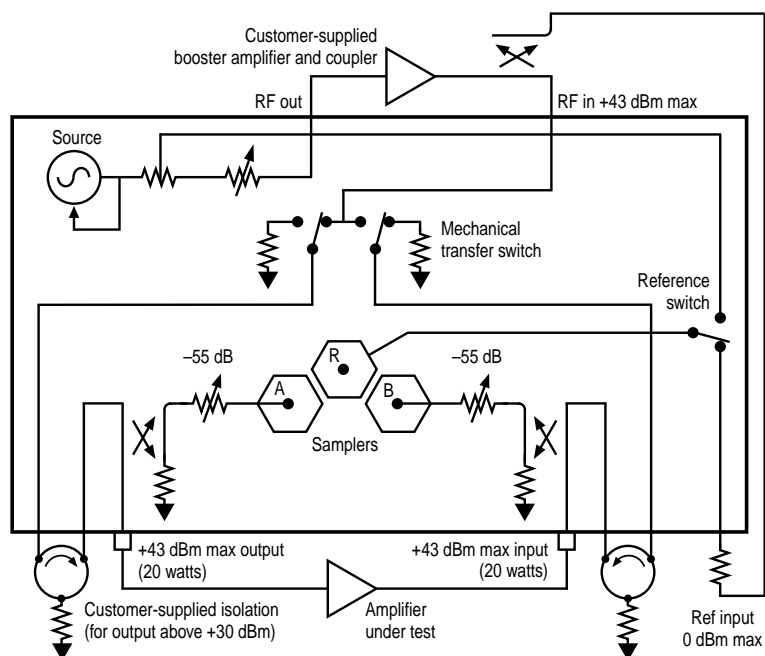 Customer-supplied
booster amplifier and coupler
RF out
RF in +43 dBm max
Source
Mechanical
transfer switch
Reference
switch
–55 dB
R
–55 dB
A
B
Samplers
+43 dBm max output
(20 watts)
+43 dBm max input
(20 watts)
Customer-supplied isolation
(for output above +30 dBm)
Amplifier
under test
Ref input
0 dBm max